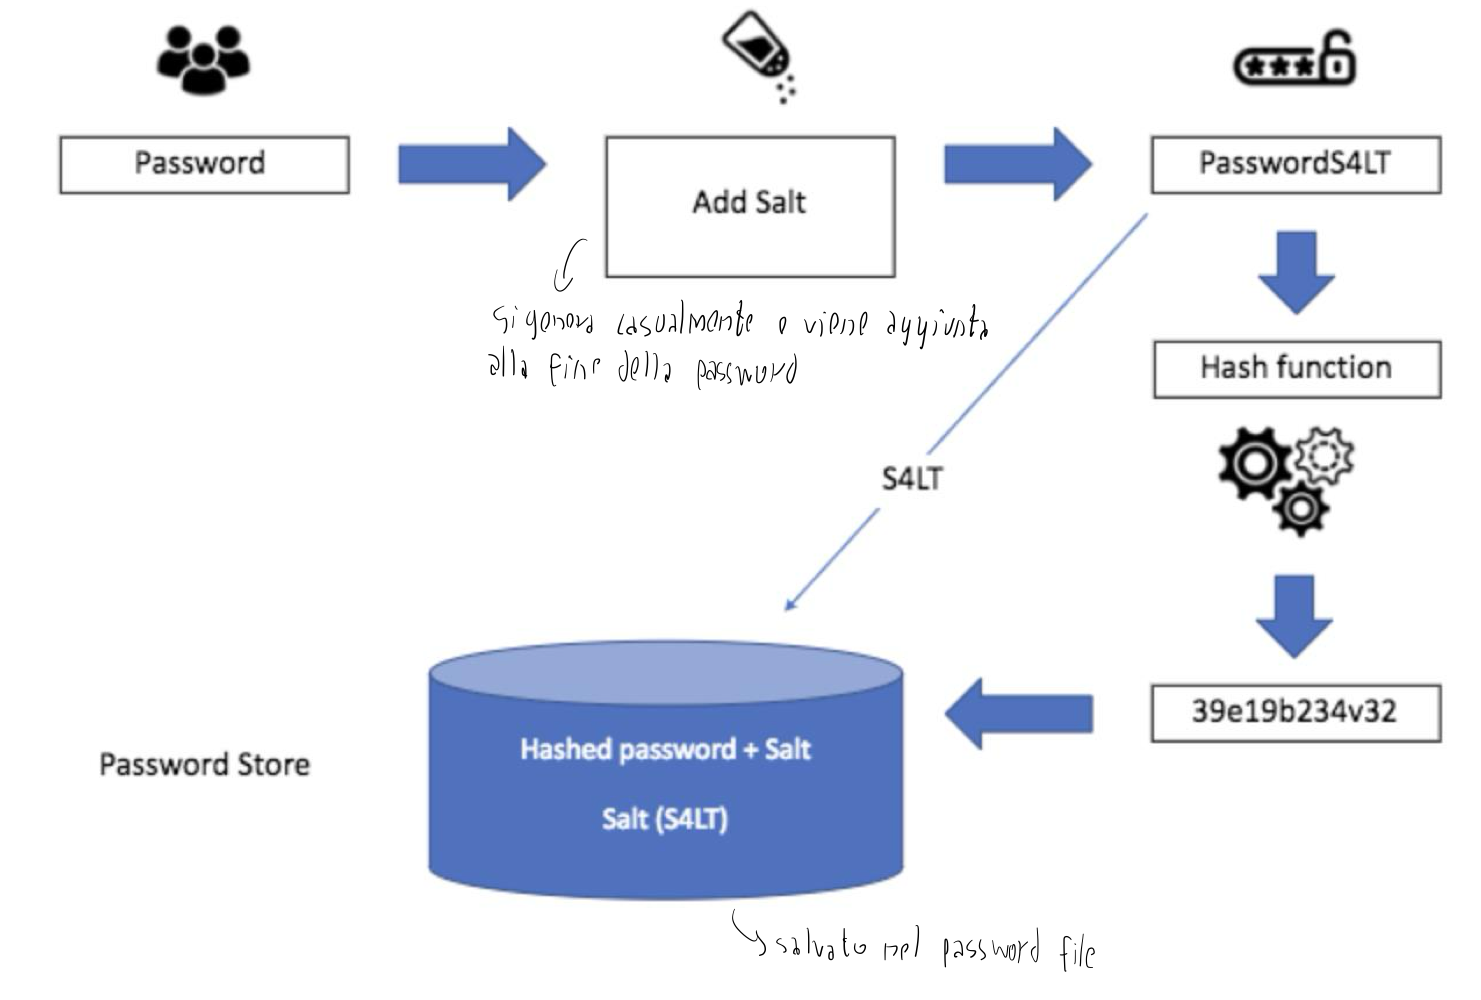 ***
Password
Add Salt
PasswordS4LT
si genera casualmente e viene aggiunta
alla fine della password
Hash function
S4LT
39e19b234v32
Hashed password + Salt
Password Store
Salt (S4LT)
salvato nel password file